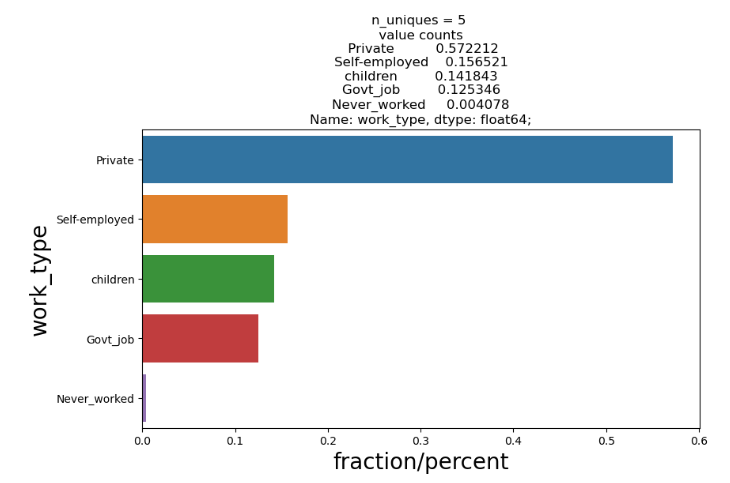 n_uniques = 5
value counts
Private 0.572212
Self-employed 0.156521
children 0.141843
Govt_job 0.125346
Never_worked 0.004078
Name: work_type, dtype: float64;
work_type
Private
Self-employed
children
Govt_job
Never_worked
0.0 0.1 0.2 0.3 0.4 0.5 0.6
fraction/percent